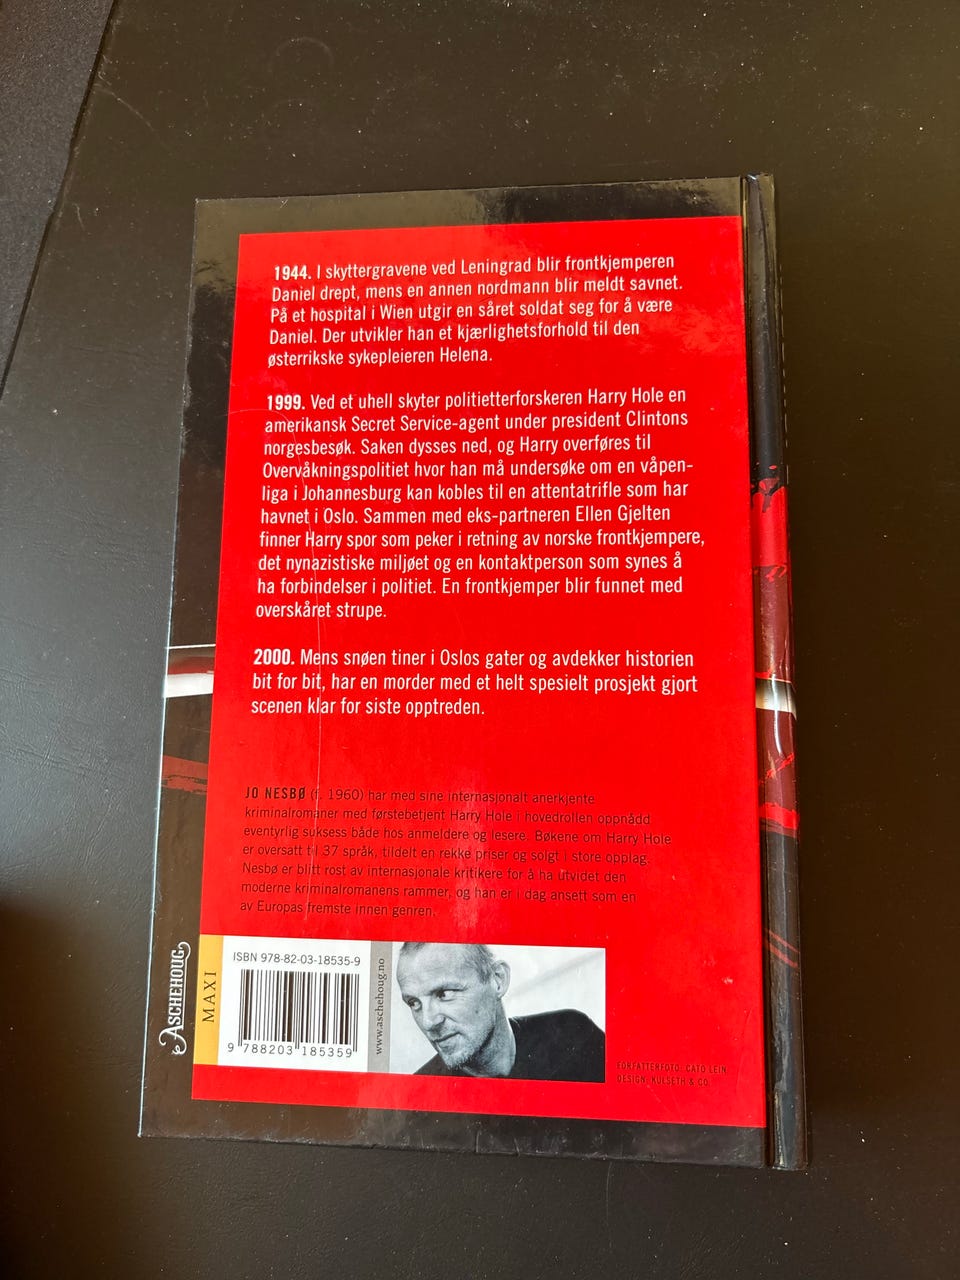 1944. I skyttergravene ved Leningrad blir frontkjemperen
Daniel drept, mens en annen nordmann blir meldt savnet.
På et hospital i Wien utgir en såret soldat seg for å være
Daniel. Der utvikler han et kjærlighetsforhold til den
østerrikske sykepleieren Helena.
1999. Ved et uhell skyter politietterforskeren Harry Hole en
amerikansk Secret Service-agent under president Clintons
norgesbesøk. Saken dysses ned, og Harry overføres til
Overvåkningspolitiet hvor han må undersøke om en våpen-
liga i Johannesburg kan kobles til en attentatrifle som har
havnet i Oslo. Sammen med eks-partneren Ellen Gjelten
finner Harry spor som peker i retning av norske frontkjempere,
det nynazistiske miljøet og en kontaktperson som synes å
ha forbindelser i politiet. En frontkjemper blir funnet med
overskåret strupe.
2000. Mens snøen tiner i Oslos gater og avdekker historien
bit for bit, har en morder med et helt spesielt prosjekt gjort
scenen klar for siste opptreden.
JO NESBØ (f. 1960) har med sine internasjonalt anerkjente
kriminalromaner med førstebetjent Harry Hole i hovedrollen oppnådd
eventyrlig suksess både hos anmeldere og lesere. Bøkene om Harry Hole
er oversatt til 37 språk, tildelt en rekke priser og solgt i store opplag.
Nesbø er blitt rost av internasjonale kritikere for å ha utvidet den
moderne kriminalromanens rammer, og han er i dag ansett som en
av Europas fremste innen genren.
ASCHEHOUG
MAXI
ISBN 978-82-03-18535-9
9 788203 185359
www.aschehoug.no
FORFATTERFOTO: CATO LEIN
DESIGN: KULSETH & CO.